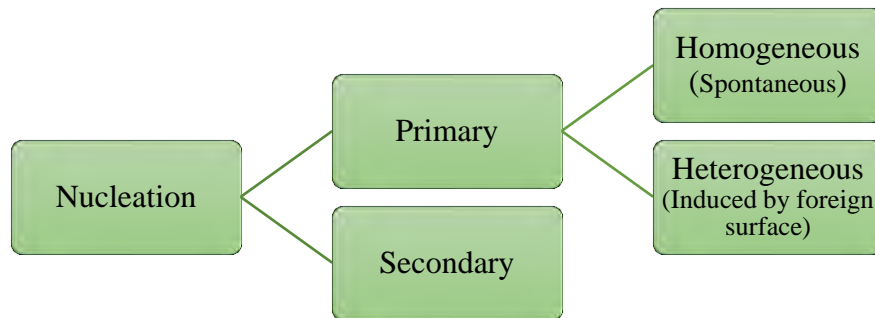 Nucleation
Primary
Secondary
Homogeneous
(Spontaneous)
Heterogeneous
(Induced by foreign
surface)